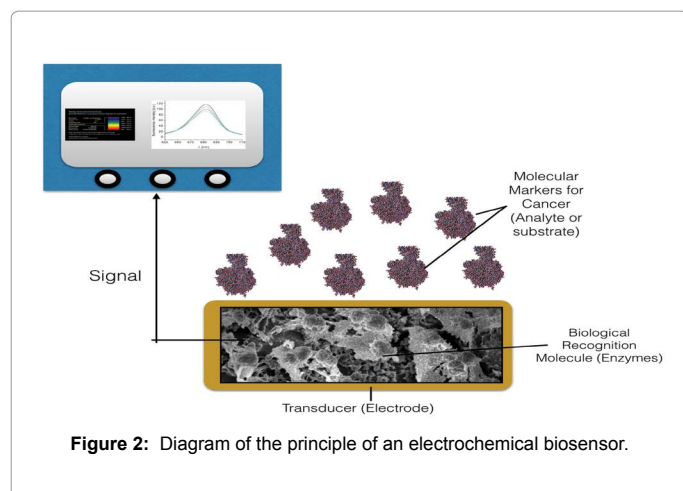 Molecular
Markers for
Cancer
(Analyte or
substrate)
Signal
Biological
Recognition
Molecule (Enzymes)
Transducer (Electrode)
Figure 2: Diagram of the principle of an electrochemical biosensor.